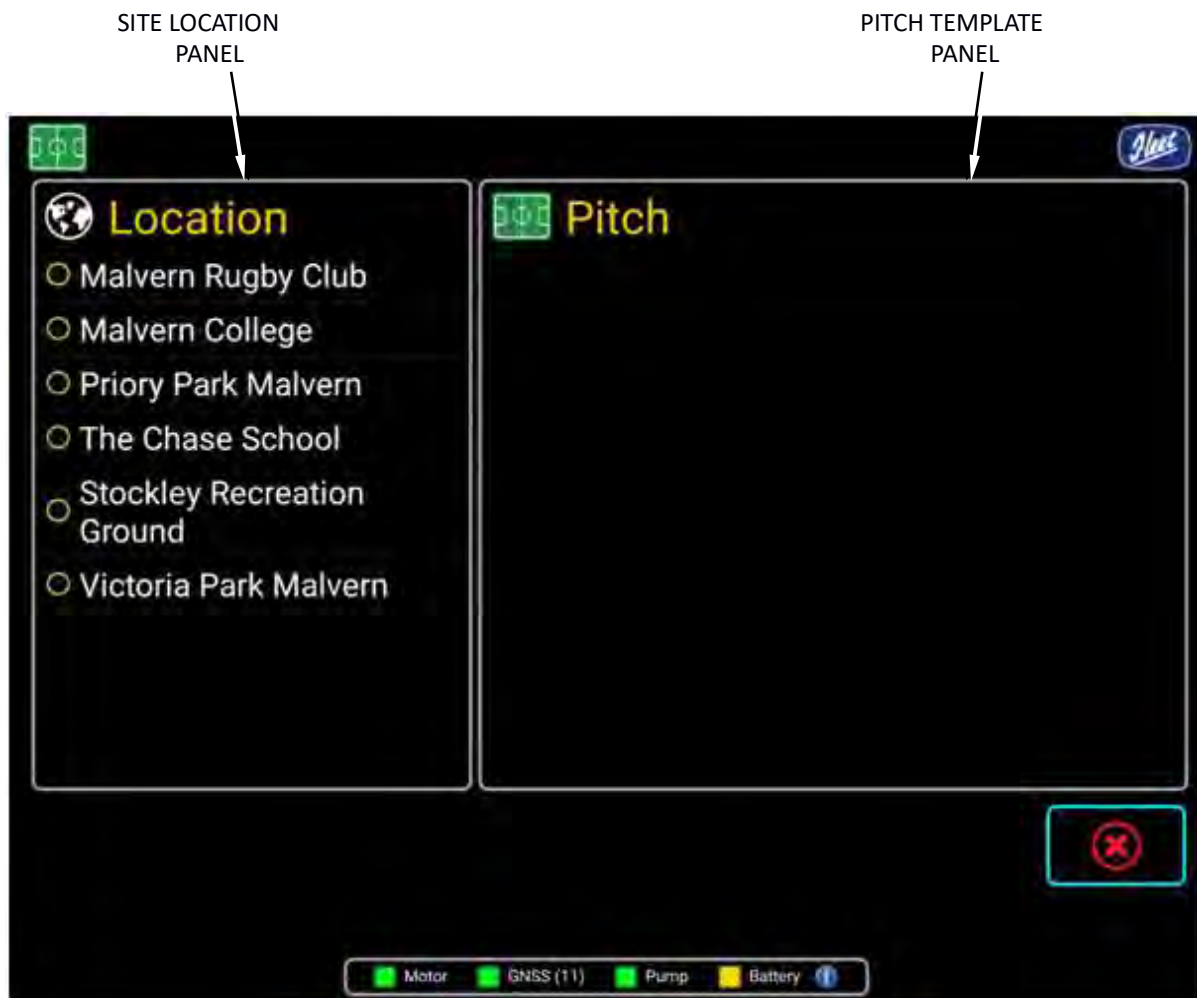 SITE LOCATION
PANEL
PITCH TEMPLATE
PANEL
Fleet
Location
Malvern Rugby Club
Malvern College
Priory Park Malvern
The Chase School
Stockley Recreation
Ground
Victoria Park Malvern
Pitch
Motor GNSS (11) Pump Battery